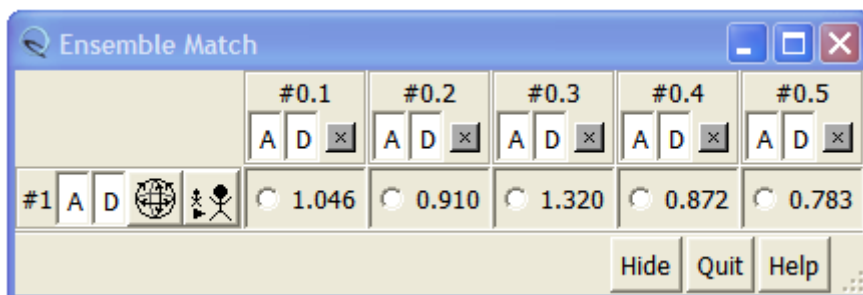 Ensemble Match
#0.1 #0.2 #0.3 #0.4 #0.5
A D A D A D A D A D
#1 A D 1.046 0.910 1.320 0.872 0.783
Hide Quit Help